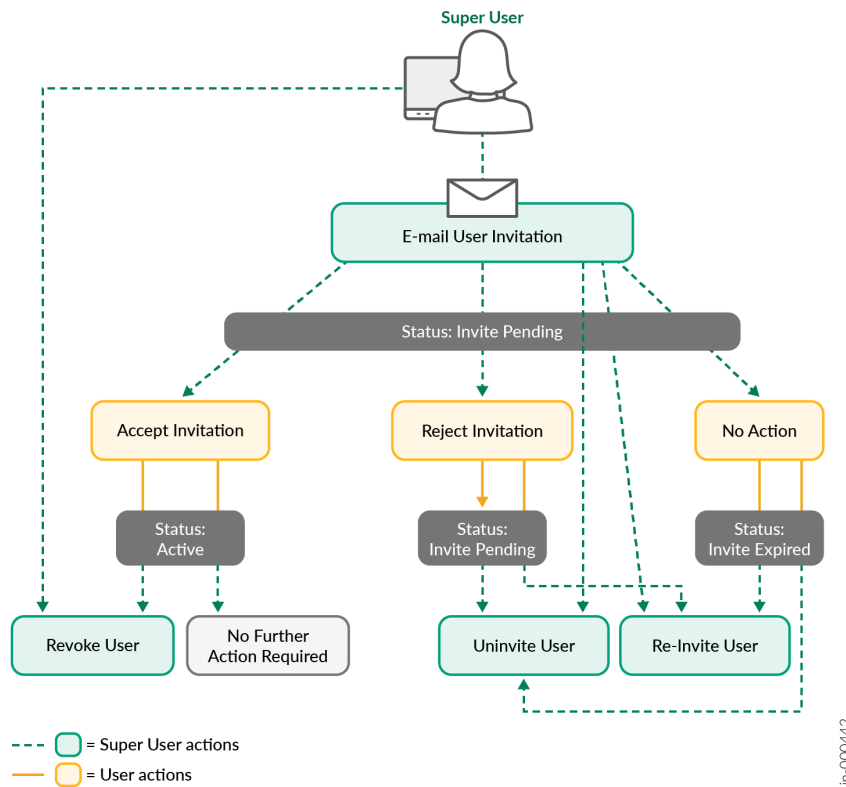 Super User
E-mail User Invitation
Status: Invite Pending
Accept Invitation
Reject Invitation
No Action
Status:
Active
Status:
Invite Pending
Status:
Invite Expired
Revoke User
No Further
Action Required
Uninvite User
Re-Invite User
= Super User actions
= User actions
jn-000442